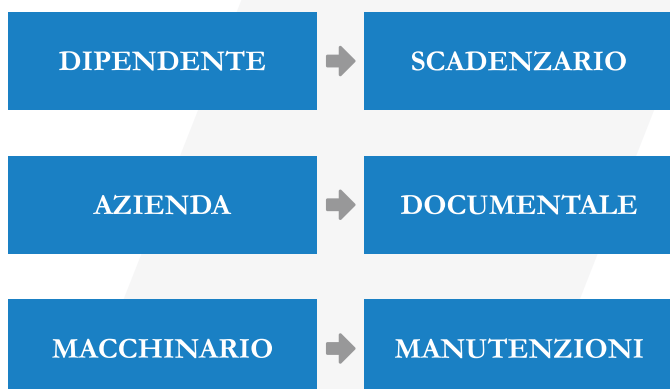 DIPENDENTE
SCADENZARIO
AZIENDA
DOCUMENTALE
MACCHINARIO
MANUTENZIONI